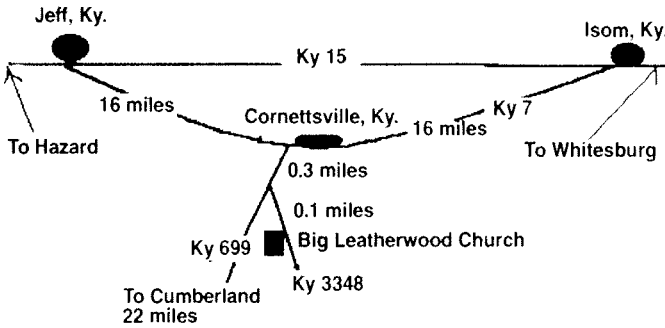 Jeff, Ky.
Isom, Ky.
Ky 15
16 miles
Cornettsville, Ky.
Ky 7
16 miles
To Hazard
To Whitesburg
0.3 miles
0.1 miles
Ky 699
Big Leatherwood Church
Ky 3348
To Cumberland
22 miles